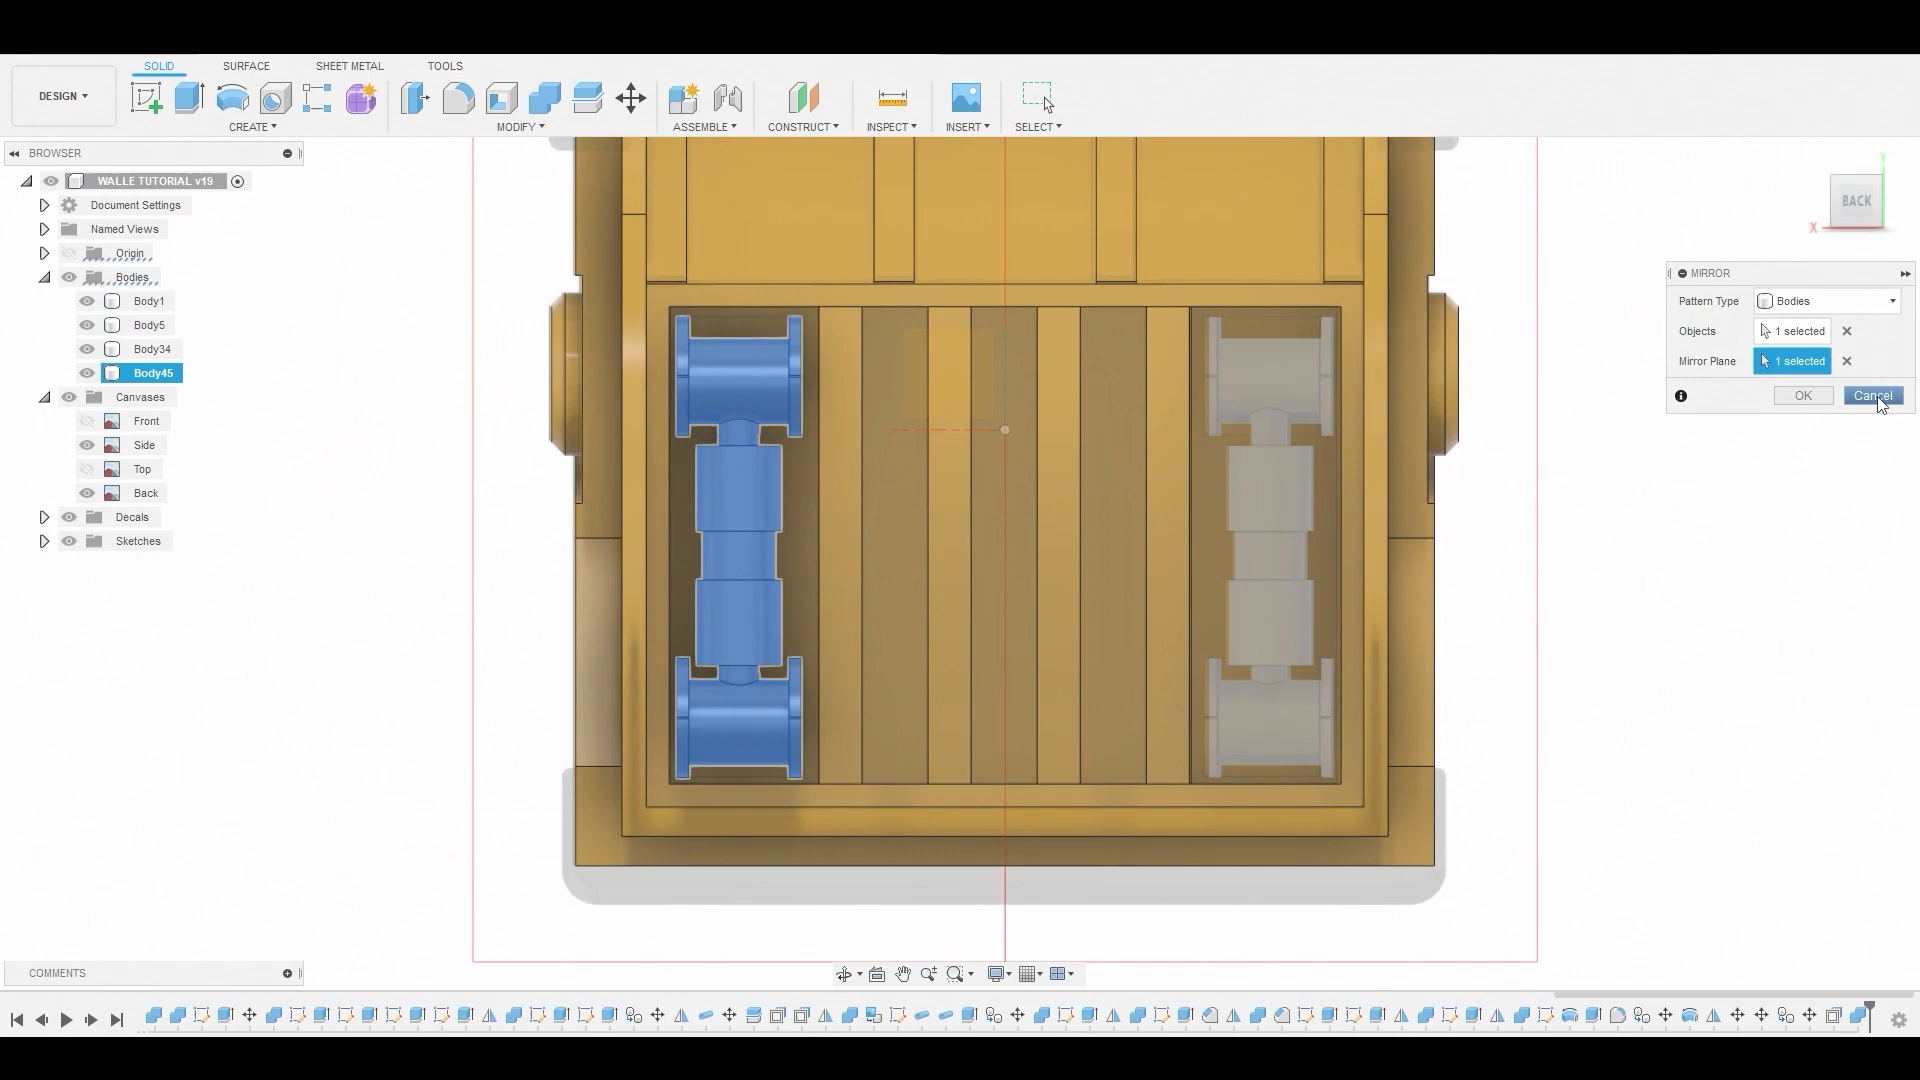 DESIGN
SOLID
SURFACE
SHEET METAL
TOOLS
CREATE
MODIFY
ASSEMBLE
CONSTRUCT
INSPECT
INSERT
SELECT
BROWSER
WALLE TUTORIAL v19
Document Settings
Named Views
Origin
Bodies
Body1
Body5
Body34
Body45
Canvases
Front
Side
Top
Back
Decals
Sketches
Y
BACK
X
MIRROR
Pattern Type
Bodies
Objects
1 selected
Mirror Plane
1 selected
OK
Cancel
COMMENTS